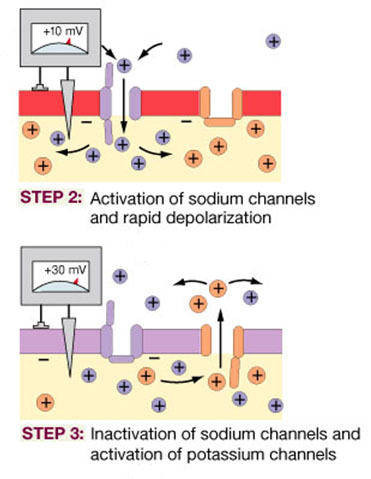 +10 mV
STEP 2: Activation of sodium channels
and rapid depolarization
+30 mV
STEP 3: Inactivation of sodium channels and
activation of potassium channels